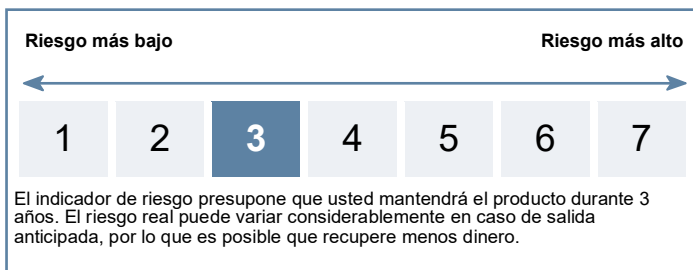 Riesgo más bajo Riesgo más alto
1 2 3 4 5 6 7
El indicador de riesgo presupone que usted mantendrá el producto durante 3
años. El riesgo real puede variar considerablemente en caso de salida
anticipada, por lo que es posible que recupere menos dinero.